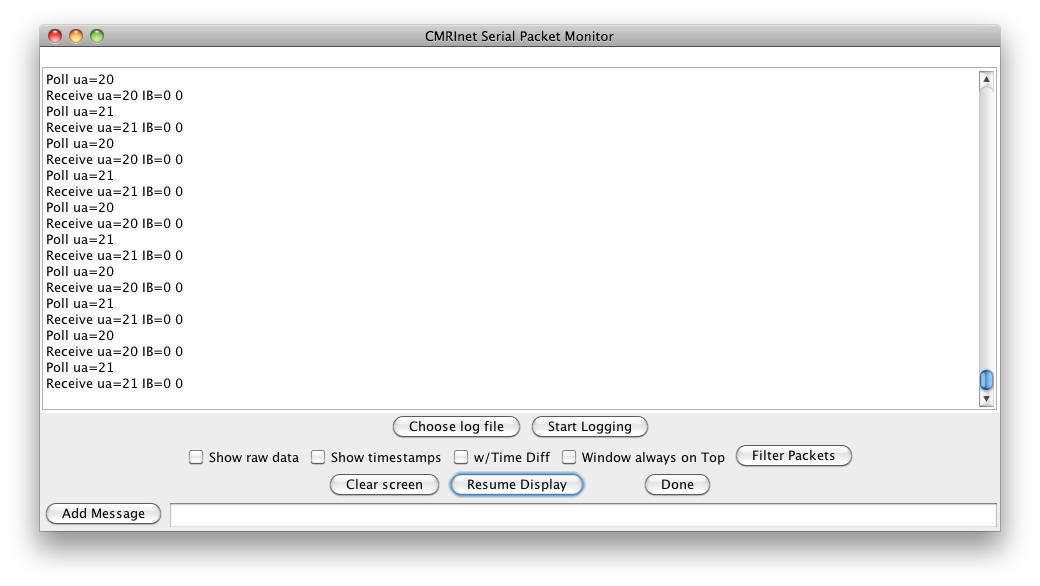 CMRInet Serial Packet Monitor
Poll ua=20
Receive ua=20 IB=0 0
Poll ua=21
Receive ua=21 IB=0 0
Poll ua=20
Receive ua=20 IB=0 0
Poll ua=21
Receive ua=21 IB=0 0
Poll ua=20
Receive ua=20 IB=0 0
Poll ua=21
Receive ua=21 IB=0 0
Poll ua=20
Receive ua=20 IB=0 0
Poll ua=21
Receive ua=21 IB=0 0
Poll ua=20
Receive ua=20 IB=0 0
Poll ua=21
Receive ua=21 IB=0 0
Choose log file Start Logging
Show raw data Show timestamps w/Time Diff Window always on Top Filter Packets
Clear screen Resume Display Done
Add Message